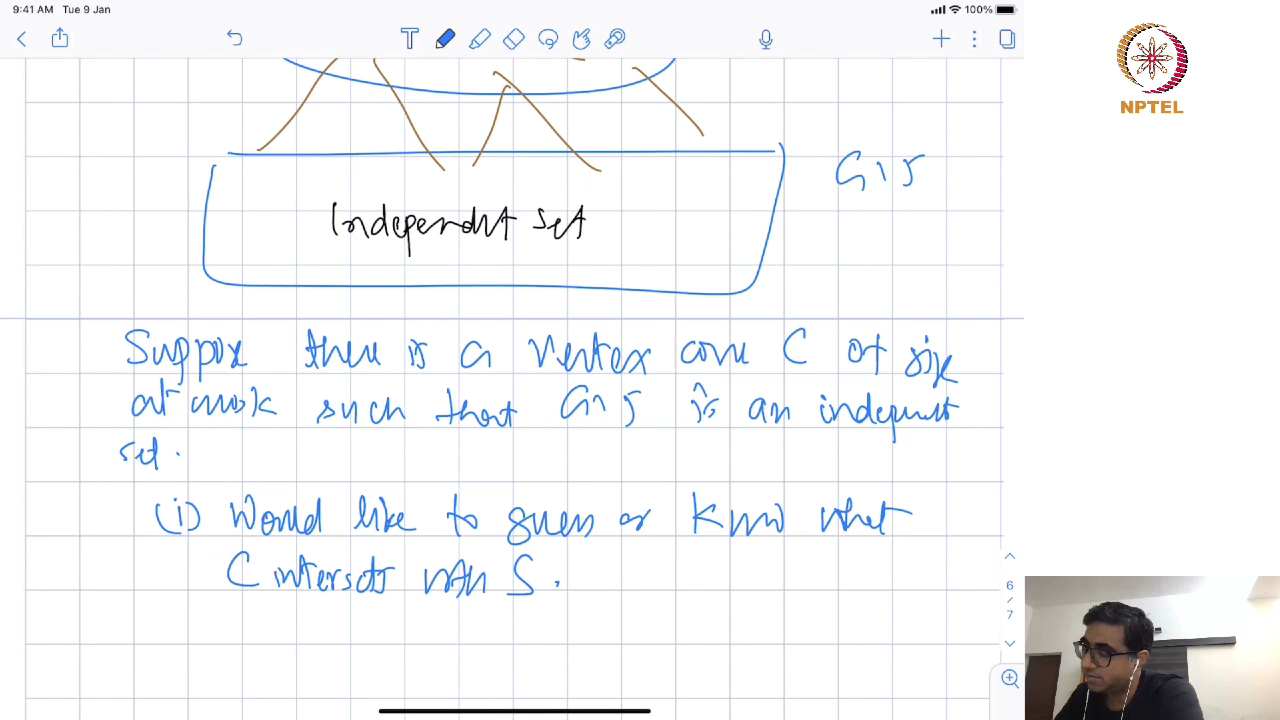 9:41 AM Tue 9 Jan
100%
NPTEL
G\S
Independent set
Suppose there is a vertex cover C of size
at most such that G\S is an independent
set.
(i) Would like to guess or know what
C intersects with S.
6
/
7